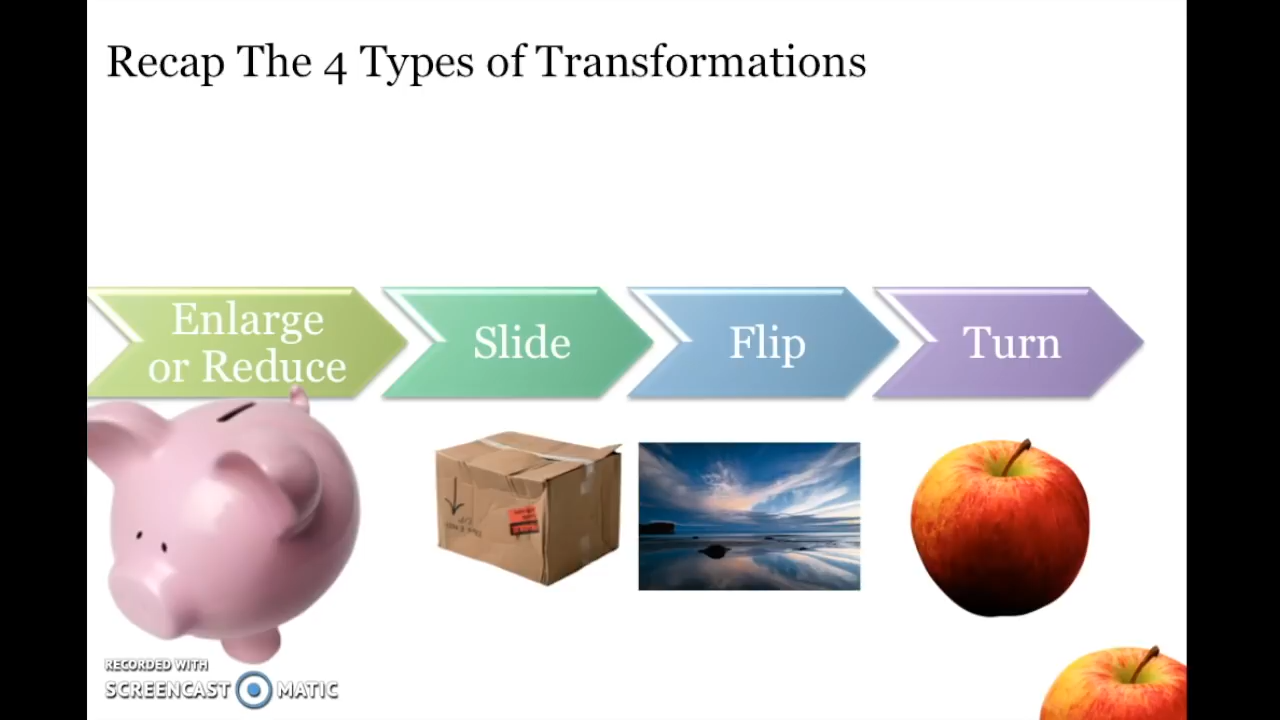 Recap The 4 Types of Transformations
Enlarge
or Reduce
Slide
Flip
Turn
RECORDED WITH
SCREENCAST MATIC